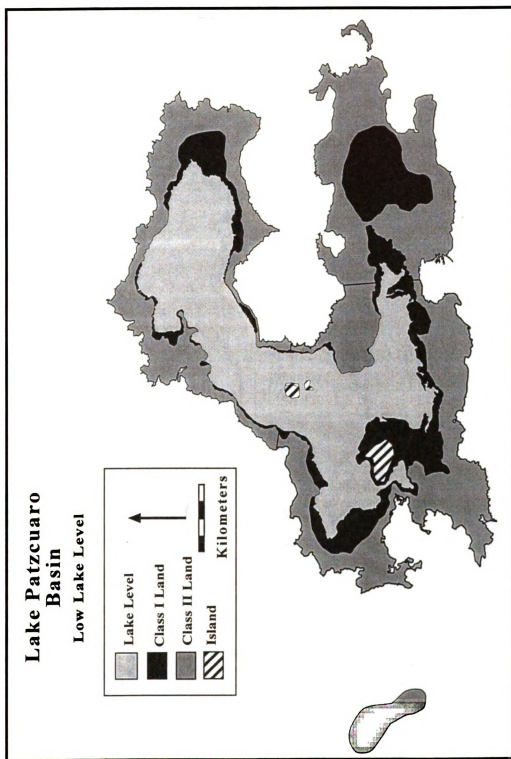 Lake Patzcuaro
Basin
Low Lake Level
Lake Level
Class I Land
Class II Land
Island
Kilometers